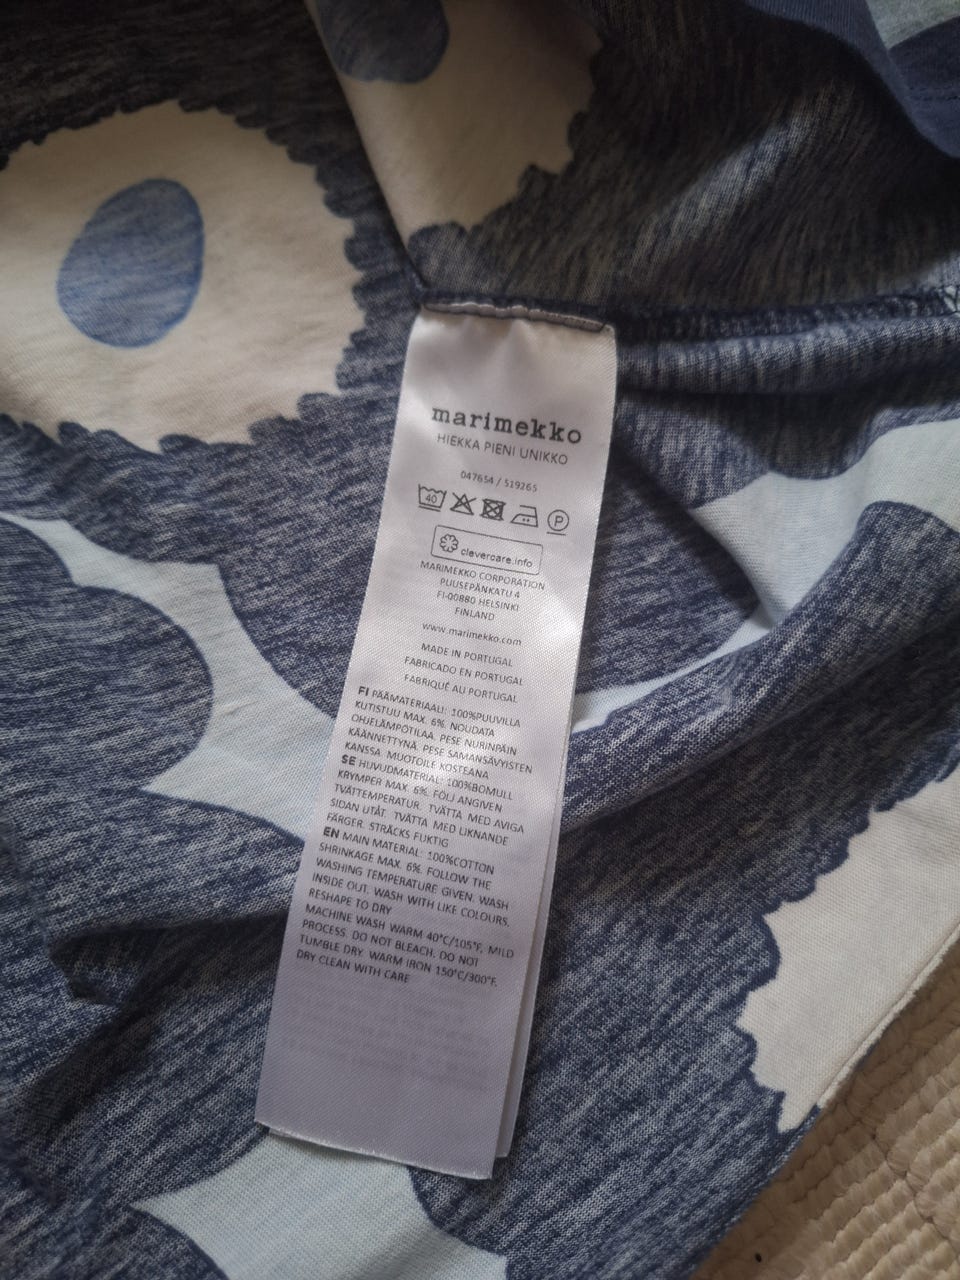 marimekko
HIEKKA PIENI UNIKKO
047654 / 519265
40 P
clevercare.info
MARIMEKKO CORPORATION
PUUSEPÄNKATU 4
FI-00880 HELSINKI
FINLAND
www.marimekko.com
MADE IN PORTUGAL
FABRICADO EN PORTUGAL
FABRIQUÉ AU PORTUGAL
FI PÄÄMATERIAALI: 100%PUUVILLA
KUTISTUU MAX. 6%. NOUDATA
OHJELÄMPÖTILAA. PESE NURINPÄIN
KÄÄNNETTYNÄ. PESE SAMANSÄVYISTEN
KANSSA. MUOTOILE KOSTEANA
SE HUVUDMATERIAL: 100%BOMULL
KRYMPER MAX. 6%. FÖLJ ANGIVEN
TVÄTTEMPERATUR. TVÄTTA MED AVIGA
SIDAN UTÅT. TVÄTTA MED LIKNANDE
FÄRGER. STRÄCKS FUKTIG
EN MAIN MATERIAL: 100%COTTON
SHRINKAGE MAX. 6%. FOLLOW THE
WASHING TEMPERATURE GIVEN. WASH
INSIDE OUT. WASH WITH LIKE COLOURS.
RESHAPE TO DRY
MACHINE WASH WARM 40°C/105°F, MILD
PROCESS. DO NOT BLEACH. DO NOT
TUMBLE DRY. WARM IRON 150°C/300°F.
DRY CLEAN WITH CARE